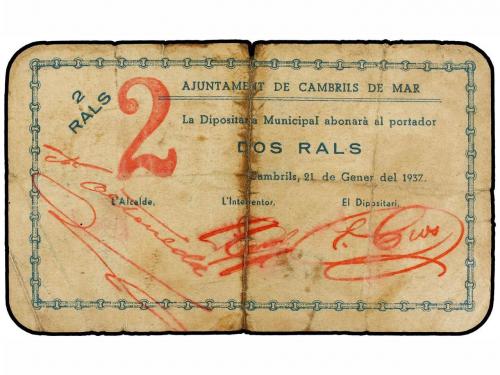 2 RALS
2
AJUNTAMENT DE CAMBRILS DE MAR
La Dipositaria Municipal abonarà al portador
DOS RALS
Cambrils, 21 de Gener del 1937.
L'Alcalde, L'Interventor, El Dipositari,